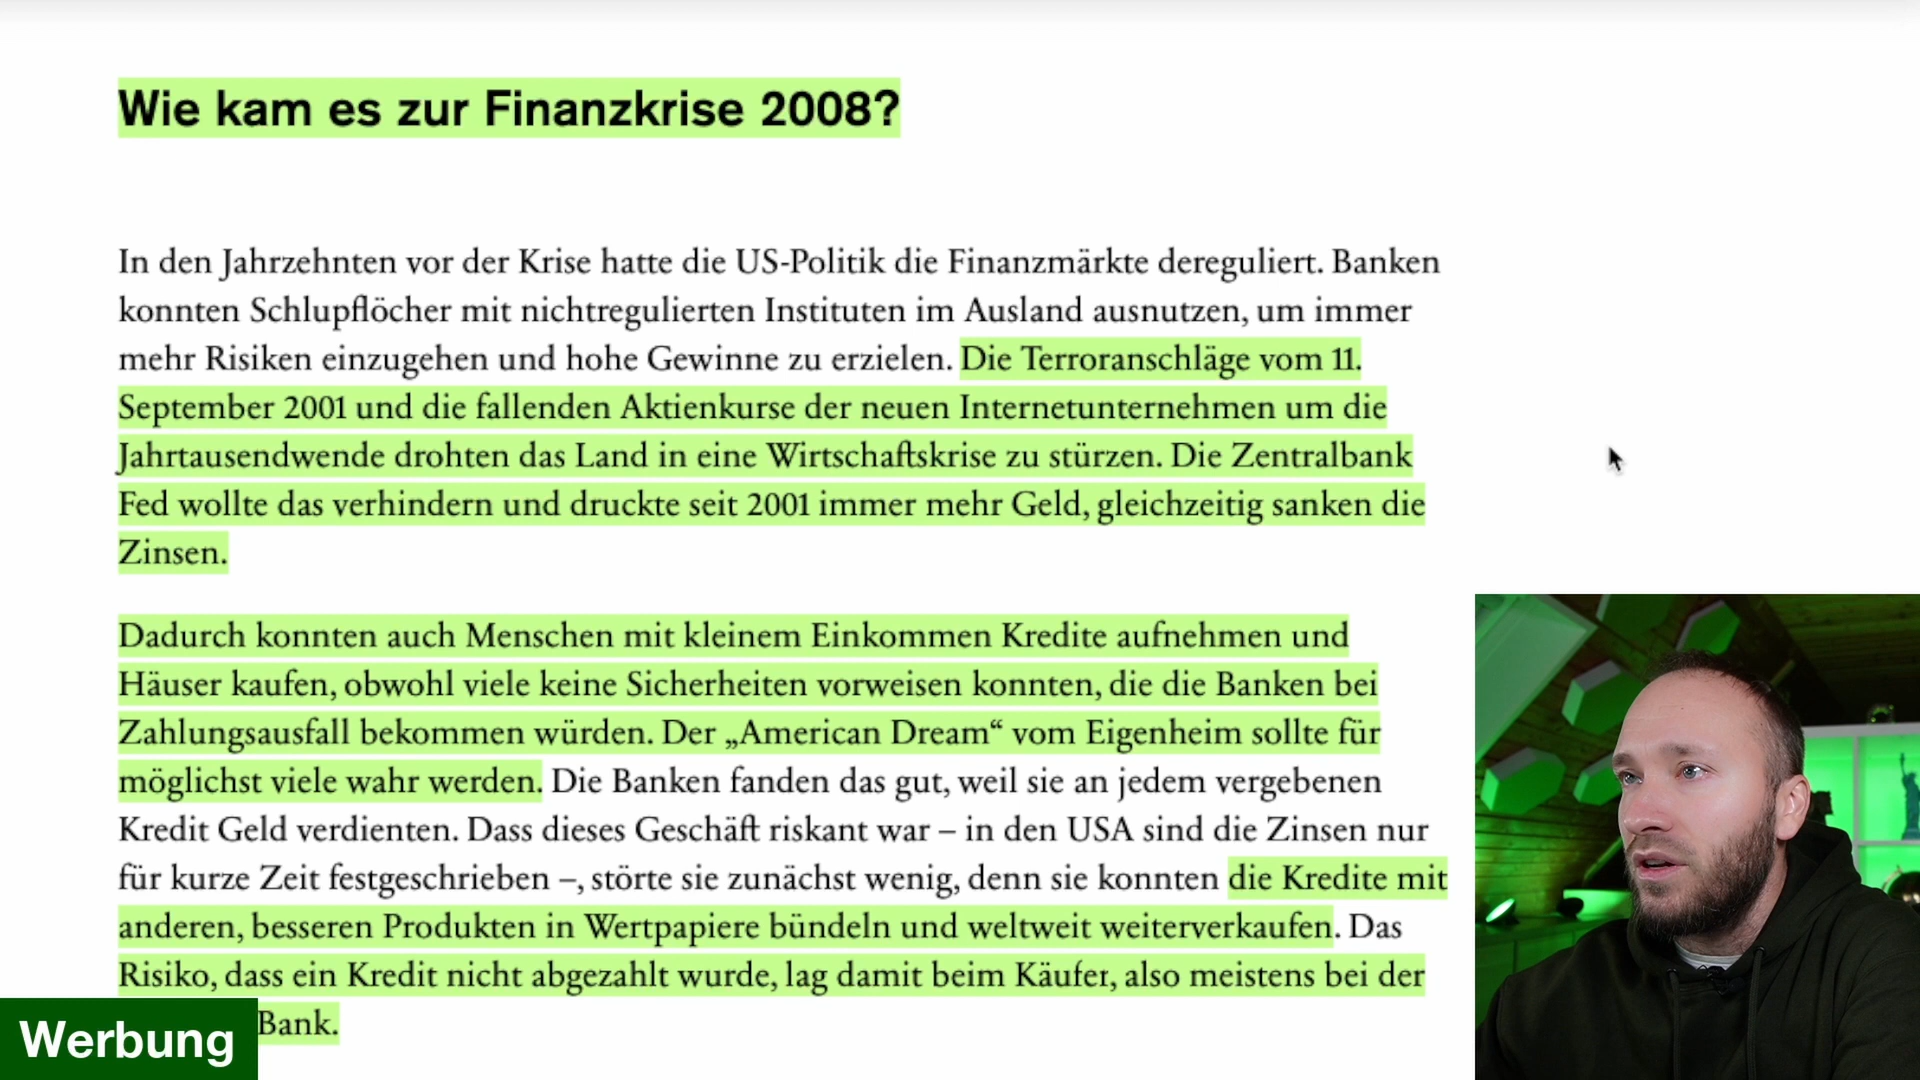 Wie kam es zur Finanzkrise 2008?
In den Jahrzehnten vor der Krise hatte die US-Politik die Finanzmärkte dereguliert. Banken
konnten Schlupflöcher mit nichtregulierten Instituten im Ausland ausnutzen, um immer
mehr Risiken einzugehen und hohe Gewinne zu erzielen. Die Terroranschläge vom 11.
September 2001 und die fallenden Aktienkurse der neuen Internetunternehmen um die
Jahrtausendwende drohten das Land in eine Wirtschaftskrise zu stürzen. Die Zentralbank
Fed wollte das verhindern und druckte seit 2001 immer mehr Geld, gleichzeitig sanken die
Zinsen.
Dadurch konnten auch Menschen mit kleinem Einkommen Kredite aufnehmen und
Häuser kaufen, obwohl viele keine Sicherheiten vorweisen konnten, die die Banken bei
Zahlungsausfall bekommen würden. Der „American Dream“ vom Eigenheim sollte für
möglichst viele wahr werden. Die Banken fanden das gut, weil sie an jedem vergebenen
Kredit Geld verdienten. Dass dieses Geschäft riskant war – in den USA sind die Zinsen nur
für kurze Zeit festgeschrieben –, störte sie zunächst wenig, denn sie konnten die Kredite mit
anderen, besseren Produkten in Wertpapiere bündeln und weltweit weiterverkaufen. Das
Risiko, dass ein Kredit nicht abgezahlt wurde, lag damit beim Käufer, also meistens bei der
Bank.
Werbung